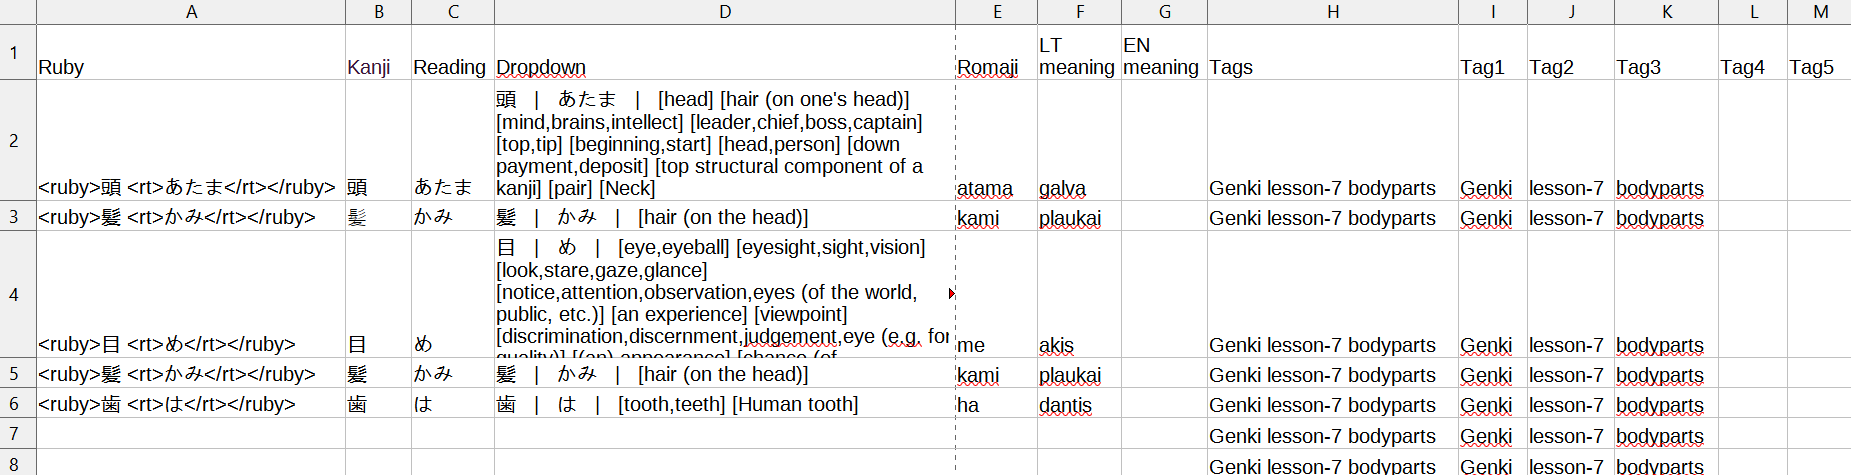 A B C D E F G H I J K L M
1 Ruby Kanji Reading Dropdown Romaji LT meaning EN meaning Tags Tag1 Tag2 Tag3 Tag4 Tag5
2 <ruby>頭 <rt>あたま</rt></ruby> 頭 あたま
頭 | あたま | [head] [hair (on one's head)]
[mind,brains,intellect] [leader,chief,boss,captain]
[top,tip] [beginning,start] [head,person] [down
payment,deposit] [top structural component of a
kanji] [pair] [Neck]
atama galva Genki lesson-7 bodyparts Genki lesson-7 bodyparts
3 <ruby>髪 <rt>かみ</rt></ruby> 髪 かみ 髪 | かみ | [hair (on the head)] kami plaukai Genki lesson-7 bodyparts Genki lesson-7 bodyparts
4 <ruby>目 <rt>め</rt></ruby> 目 め
目 | め | [eye,eyeball] [eyesight,sight,vision]
[look,stare,gaze,glance]
[notice,attention,observation,eyes (of the world,
public, etc.)] [an experience] [viewpoint]
[discrimination,discernment,judgement,eye (e.g. for
quality)] [(an) appearance] [chance (of
me akis Genki lesson-7 bodyparts Genki lesson-7 bodyparts
5 <ruby>髪 <rt>かみ</rt></ruby> 髪 かみ 髪 | かみ | [hair (on the head)] kami plaukai Genki lesson-7 bodyparts Genki lesson-7 bodyparts
6 <ruby>歯 <rt>は</rt></ruby> 歯 は 歯 | は | [tooth,teeth] [Human tooth] ha dantis Genki lesson-7 bodyparts Genki lesson-7 bodyparts
7 Genki lesson-7 bodyparts Genki lesson-7 bodyparts
8 Genki lesson-7 bodyparts Genki lesson-7 bodyparts